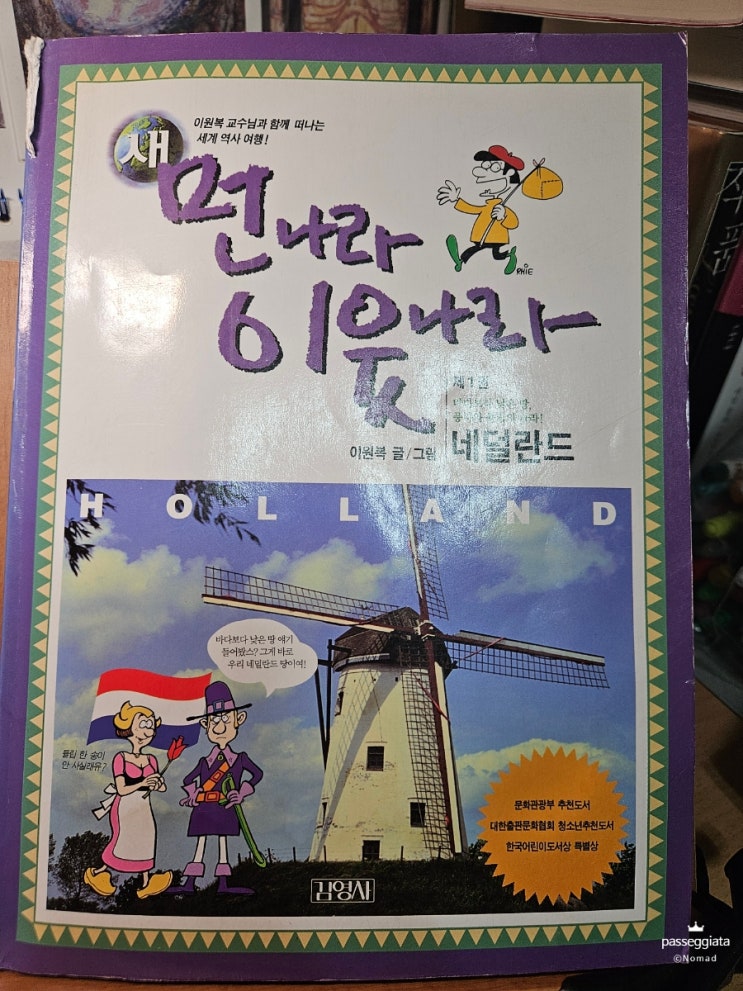 이원복 교수님과 함께 떠나는
세계 역사 여행!
새
먼나라
이웃나라
RHIE
제1권
이원복 글/그림
네덜란드
HOLLAND
바다보다 낮은 땅 얘기
들어봤스? 그게 바로
우리 네덜란드 땅이여!
튤립 한 송이
안 사실래유?
문화관광부 추천도서
대한출판문화협회 청소년추천도서
한국어린이도서상 특별상
김영사
passeggiata
©Nomad